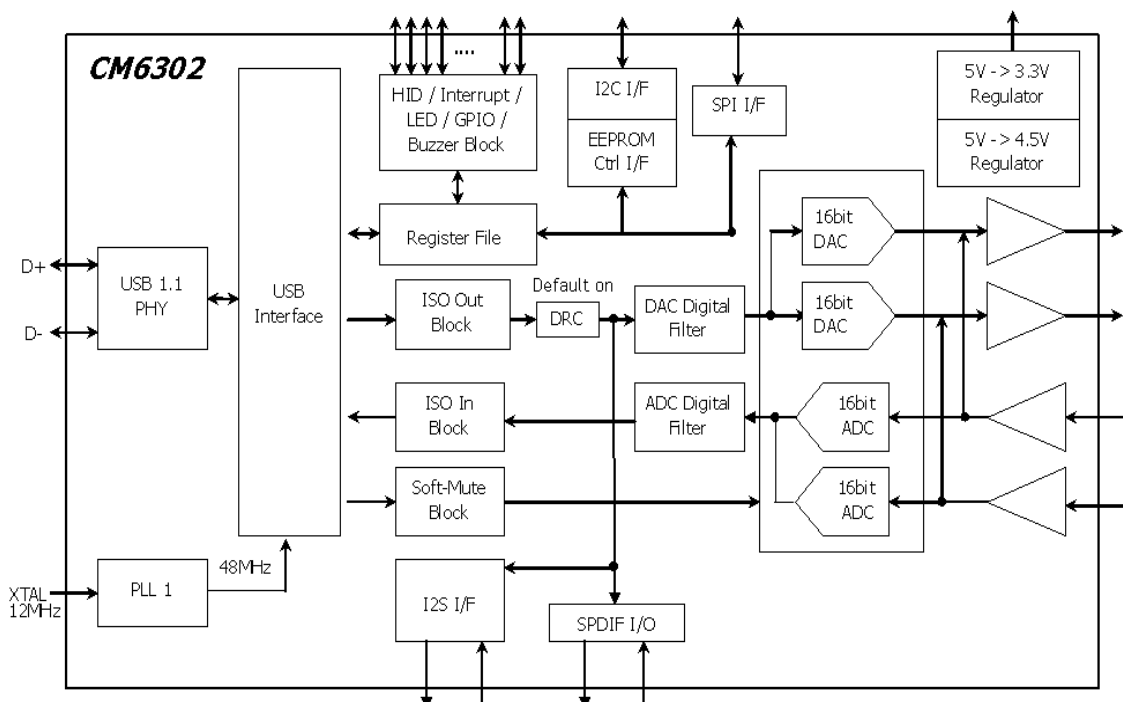 CM6302
....
HID / Interrupt /
LED / GPIO /
Buzzer Block
I2C I/F
EEPROM
Ctrl I/F
SPI I/F
5V -> 3.3V
Regulator
5V -> 4.5V
Regulator
Register File
16bit
DAC
D+
D-
USB 1.1
PHY
USB
Interface
ISO Out
Block
Default on
DRC
DAC Digital
Filter
16bit
DAC
ISO In
Block
ADC Digital
Filter
16bit
ADC
Soft-Mute
Block
16bit
ADC
XTAL
12MHz
PLL 1
48MHz
I2S I/F
SPDIF I/O